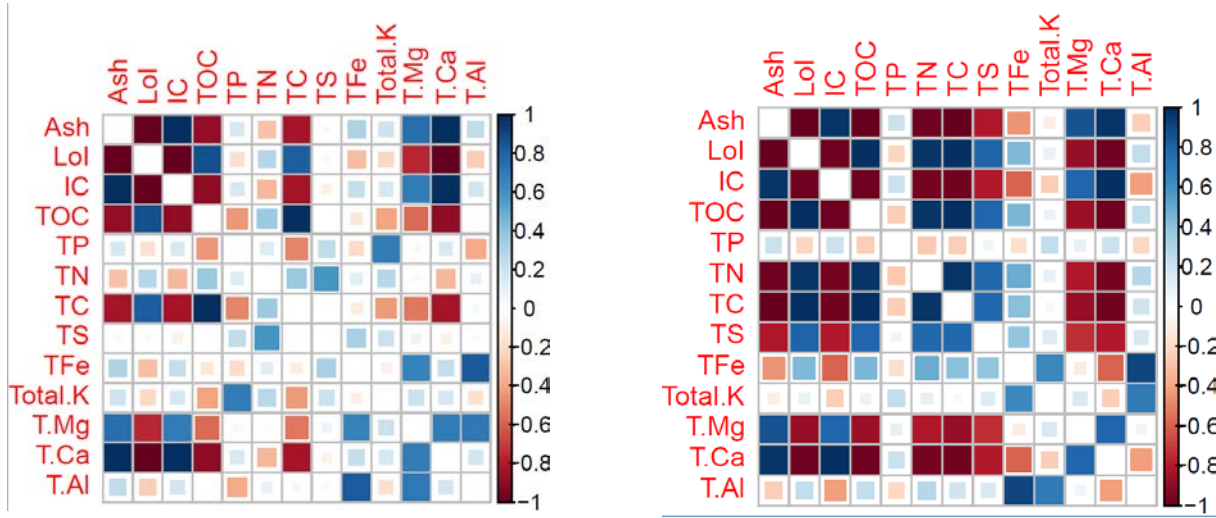 Ash LoI IC TOC TP TN TC TS TFe Total.K T.Mg T.Ca T.Al
Ash
LoI
IC
TOC
TP
TN
TC
TS
TFe
Total.K
T.Mg
T.Ca
T.Al
1
0.8
0.6
0.4
0.2
0
-0.2
-0.4
-0.6
-0.8
-1
Ash LoI IC TOC TP TN TC TS TFe Total.K T.Mg T.Ca T.Al
Ash
LoI
IC
TOC
TP
TN
TC
TS
TFe
Total.K
T.Mg
T.Ca
T.Al
1
0.8
0.6
0.4
0.2
0
-0.2
-0.4
-0.6
-0.8
-1